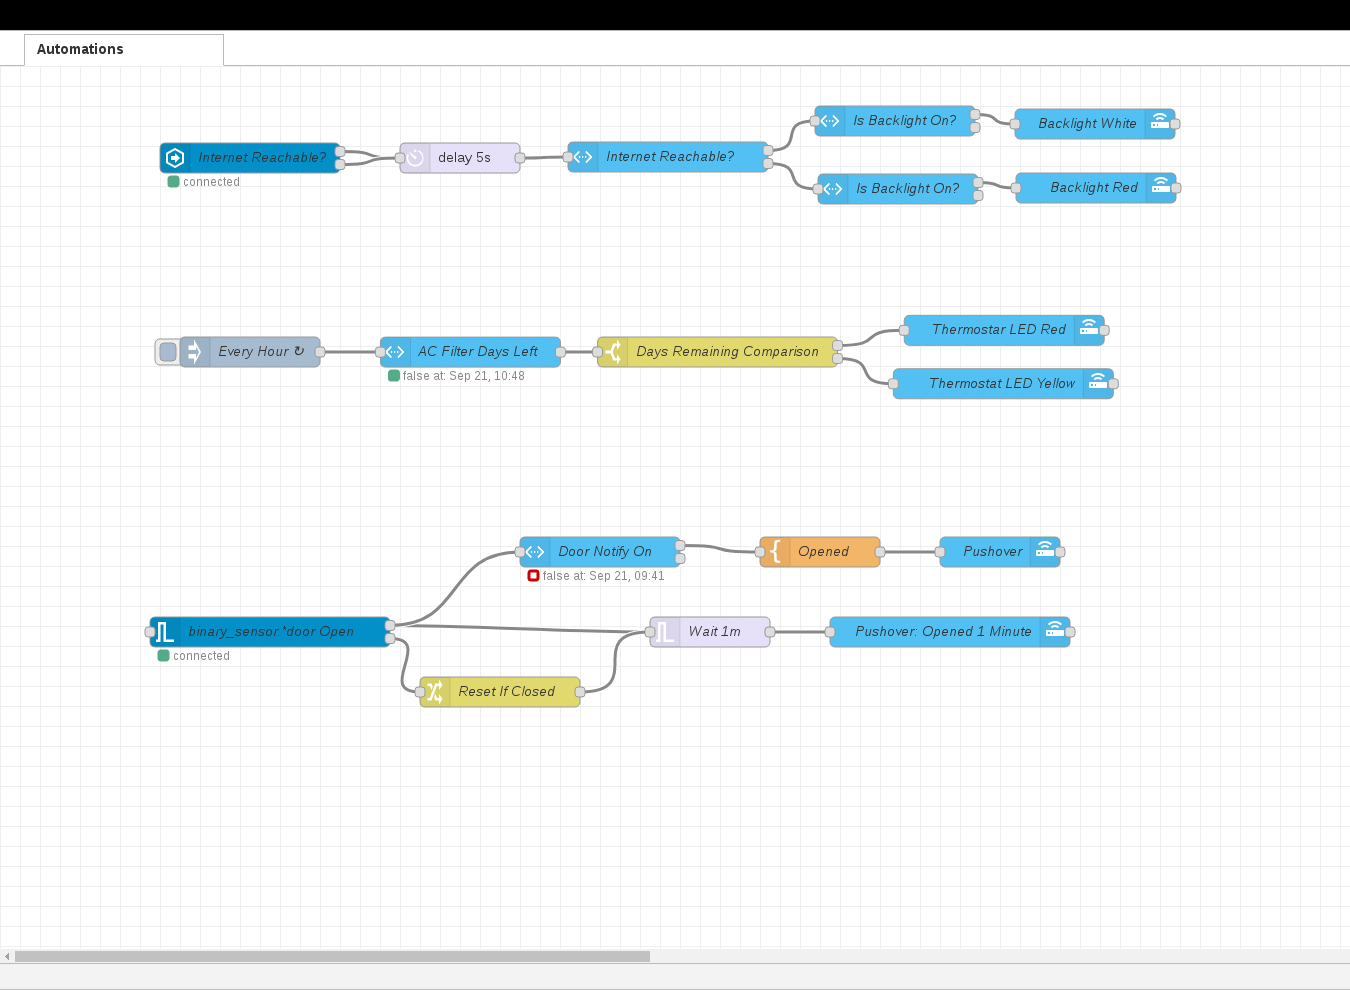 Automations
Internet Reachable?
connected
delay 5s
Internet Reachable?
Is Backlight On?
Backlight White
Is Backlight On?
Backlight Red
Every Hour ↻
AC Filter Days Left
false at: Sep 21, 10:48
Days Remaining Comparison
Thermostar LED Red
Thermostat LED Yellow
Door Notify On
false at: Sep 21, 09:41
Opened
Pushover
binary_sensor.*door Open
connected
Wait 1m
Pushover: Opened 1 Minute
Reset If Closed